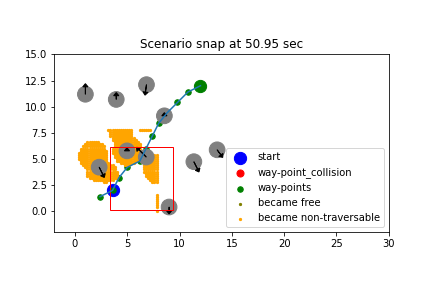 Scenario snap at 50.95 sec
15.0
12.5
10.0
7.5
5.0
2.5
0.0
0 5 10 15 20 25 30
start
way-point_collision
way-points
became free
became non-traversable